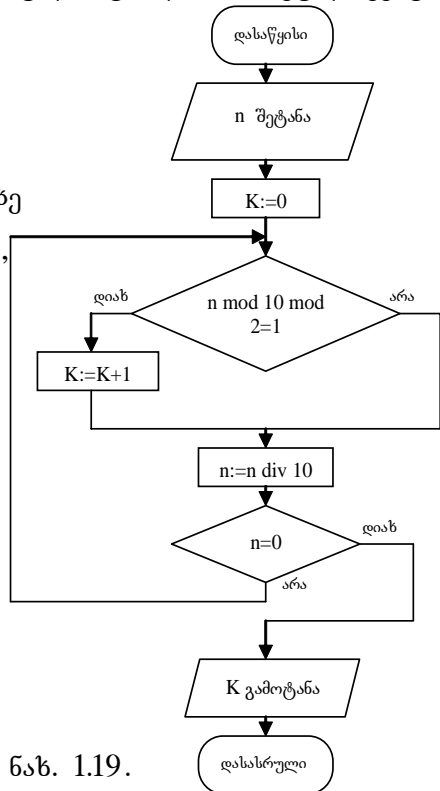 დასაწყისი
n შეტანა
K:=0
დიახ
არა
n mod 10 mod
2=1
K:=K+1
n:=n div 10
n=0
დიახ
არა
K გამოტანა
დასასრული
ნახ. 1.19.